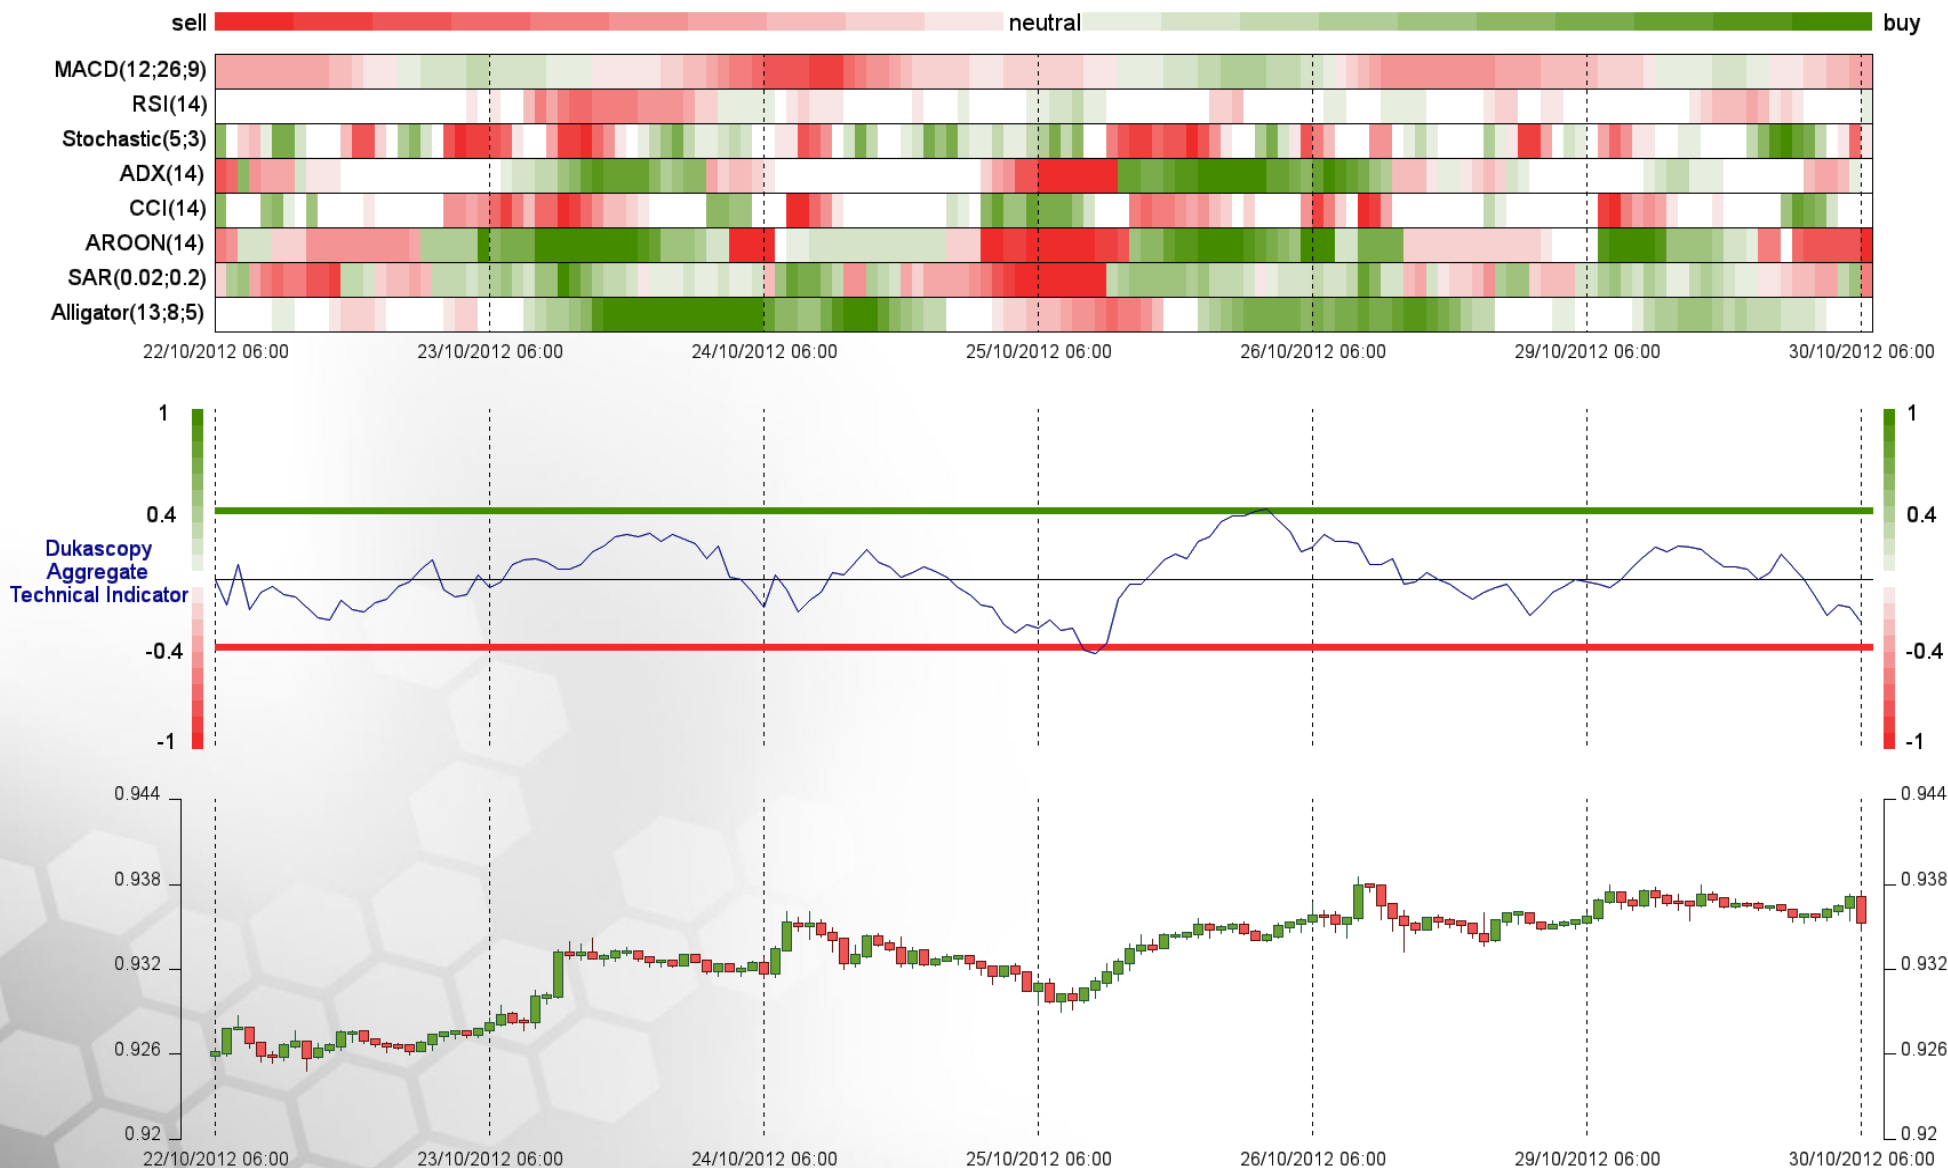 sell neutral buy
MACD(12;26;9)
RSI(14)
Stochastic(5;3)
ADX(14)
CCI(14)
AROON(14)
SAR(0.02;0.2)
Alligator(13;8;5)
22/10/2012 06:00 23/10/2012 06:00 24/10/2012 06:00 25/10/2012 06:00 26/10/2012 06:00 29/10/2012 06:00 30/10/2012 06:00
1 1
0.4 0.4
Dukascopy
Aggregate
Technical Indicator
-0.4 -0.4
-1 -1
0.944 0.944
0.938 0.938
0.932 0.932
0.926 0.926
0.92 0.92
22/10/2012 06:00 23/10/2012 06:00 24/10/2012 06:00 25/10/2012 06:00 26/10/2012 06:00 29/10/2012 06:00 30/10/2012 06:00